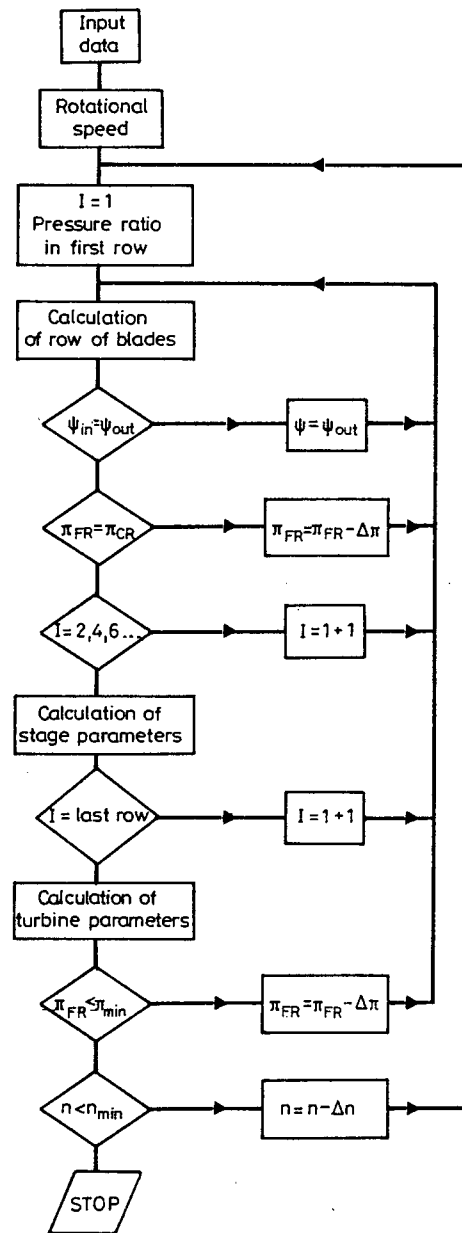 Input
data
Rotational
speed
I = 1
Pressure ratio
in first row
Calculation
of row of blades
ψin=ψout
ψ=ψout
πFR=πCR
πFR=πFR-Δπ
I=2,4,6...
I=1+1
Calculation of
stage parameters
I=last row
I=1+1
Calculation of
turbine parameters
πFR≤πmin
πFR=πFR-Δπ
n<nmin
n=n-Δn
STOP